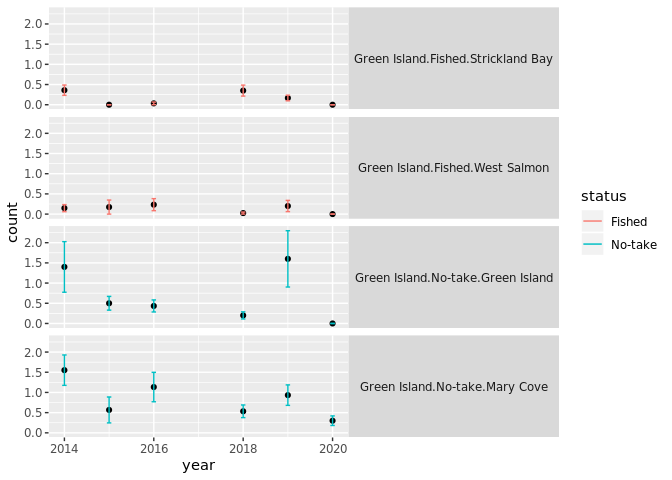 2.0
1.5
1.0
0.5
0.0
Green Island.Fished.Strickland Bay
2.0
1.5
1.0
0.5
0.0
Green Island.Fished.West Salmon
2.0
1.5
1.0
0.5
0.0
Green Island.No-take.Green Island
2.0
1.5
1.0
0.5
0.0
Green Island.No-take.Mary Cove
count
2014
2016
2018
2020
year
status
Fished
No-take